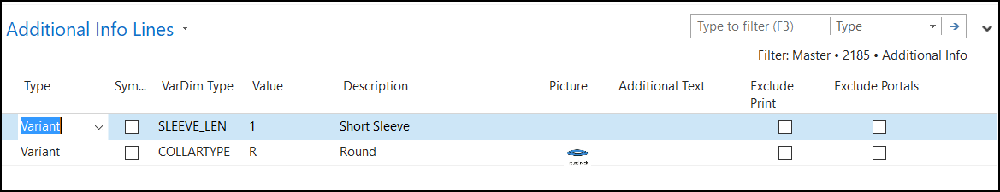 Additional Info Lines
Type to filter (F3) Type
Filter: Master • 2185 • Additional Info
Type Sym... VarDim Type Value Description Picture Additional Text Exclude Print Exclude Portals
Variant SLEEVE_LEN 1 Short Sleeve
Variant COLLARTYPE R Round